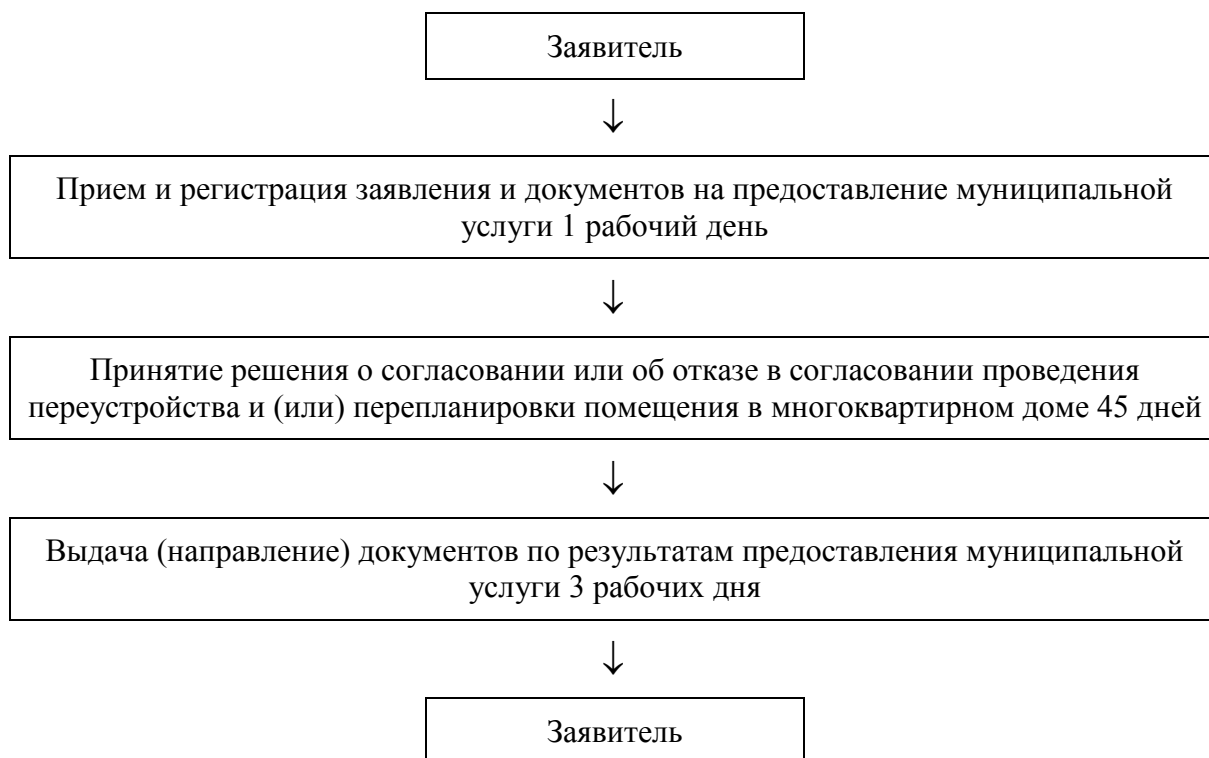 Заявитель
↓
Прием и регистрация заявления и документов на предоставление муниципальной
услуги 1 рабочий день
↓
Принятие решения о согласовании или об отказе в согласовании проведения
переустройства и (или) перепланировки помещения в многоквартирном доме 45 дней
↓
Выдача (направление) документов по результатам предоставления муниципальной
услуги 3 рабочих дня
↓
Заявитель